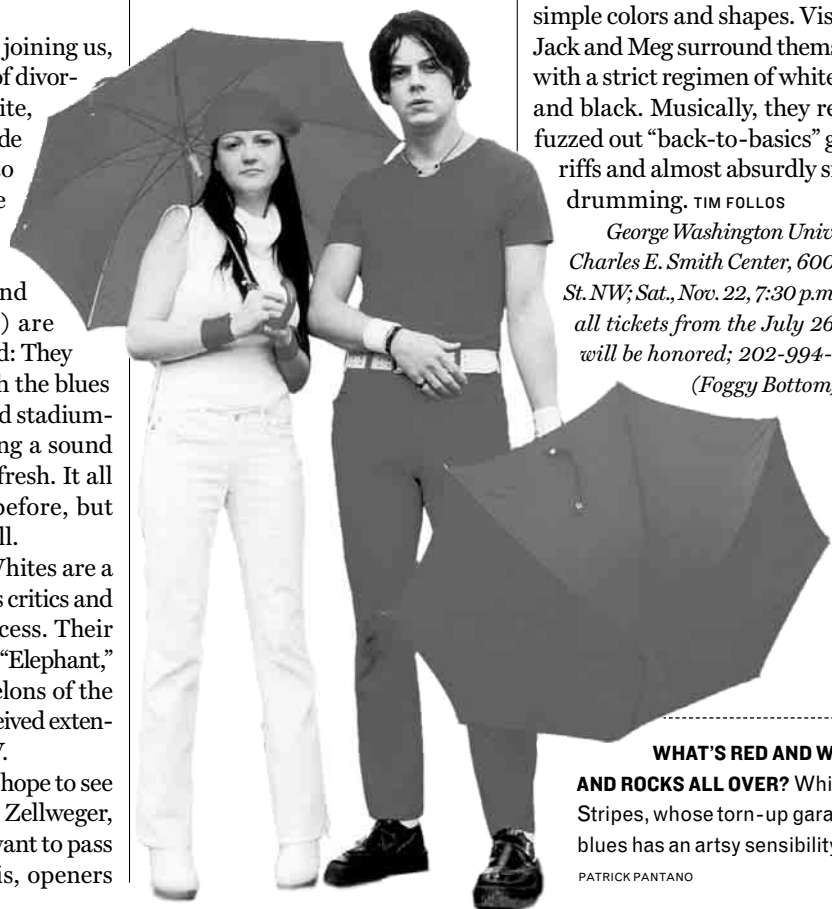 joining us,
of divor-
ite,
de
o
e
nd
) are
d: They
h the blues
d stadium-
ng a sound
fresh. It all
before, but
ll.
Whites are a
s critics and
cess. Their
“Elephant,”
elons of the
eived exten-
V.
hope to see
Zellweger,
want to pass
is, openers
simple colors and shapes. Vis
Jack and Meg surround thems
with a strict regimen of white
and black. Musically, they re
fuzzed out “back-to-basics” g
riffs and almost absurdly si
drumming. TIM FOLLOS
George Washington Univ
Charles E. Smith Center, 600
St. NW; Sat., Nov. 22, 7:30 p.m
all tickets from the July 26
will be honored; 202-994-
(Foggy Bottom
WHAT’S RED AND W
AND ROCKS ALL OVER? Whi
Stripes, whose torn-up gara
blues has an artsy sensibility
PATRICK PANTANO